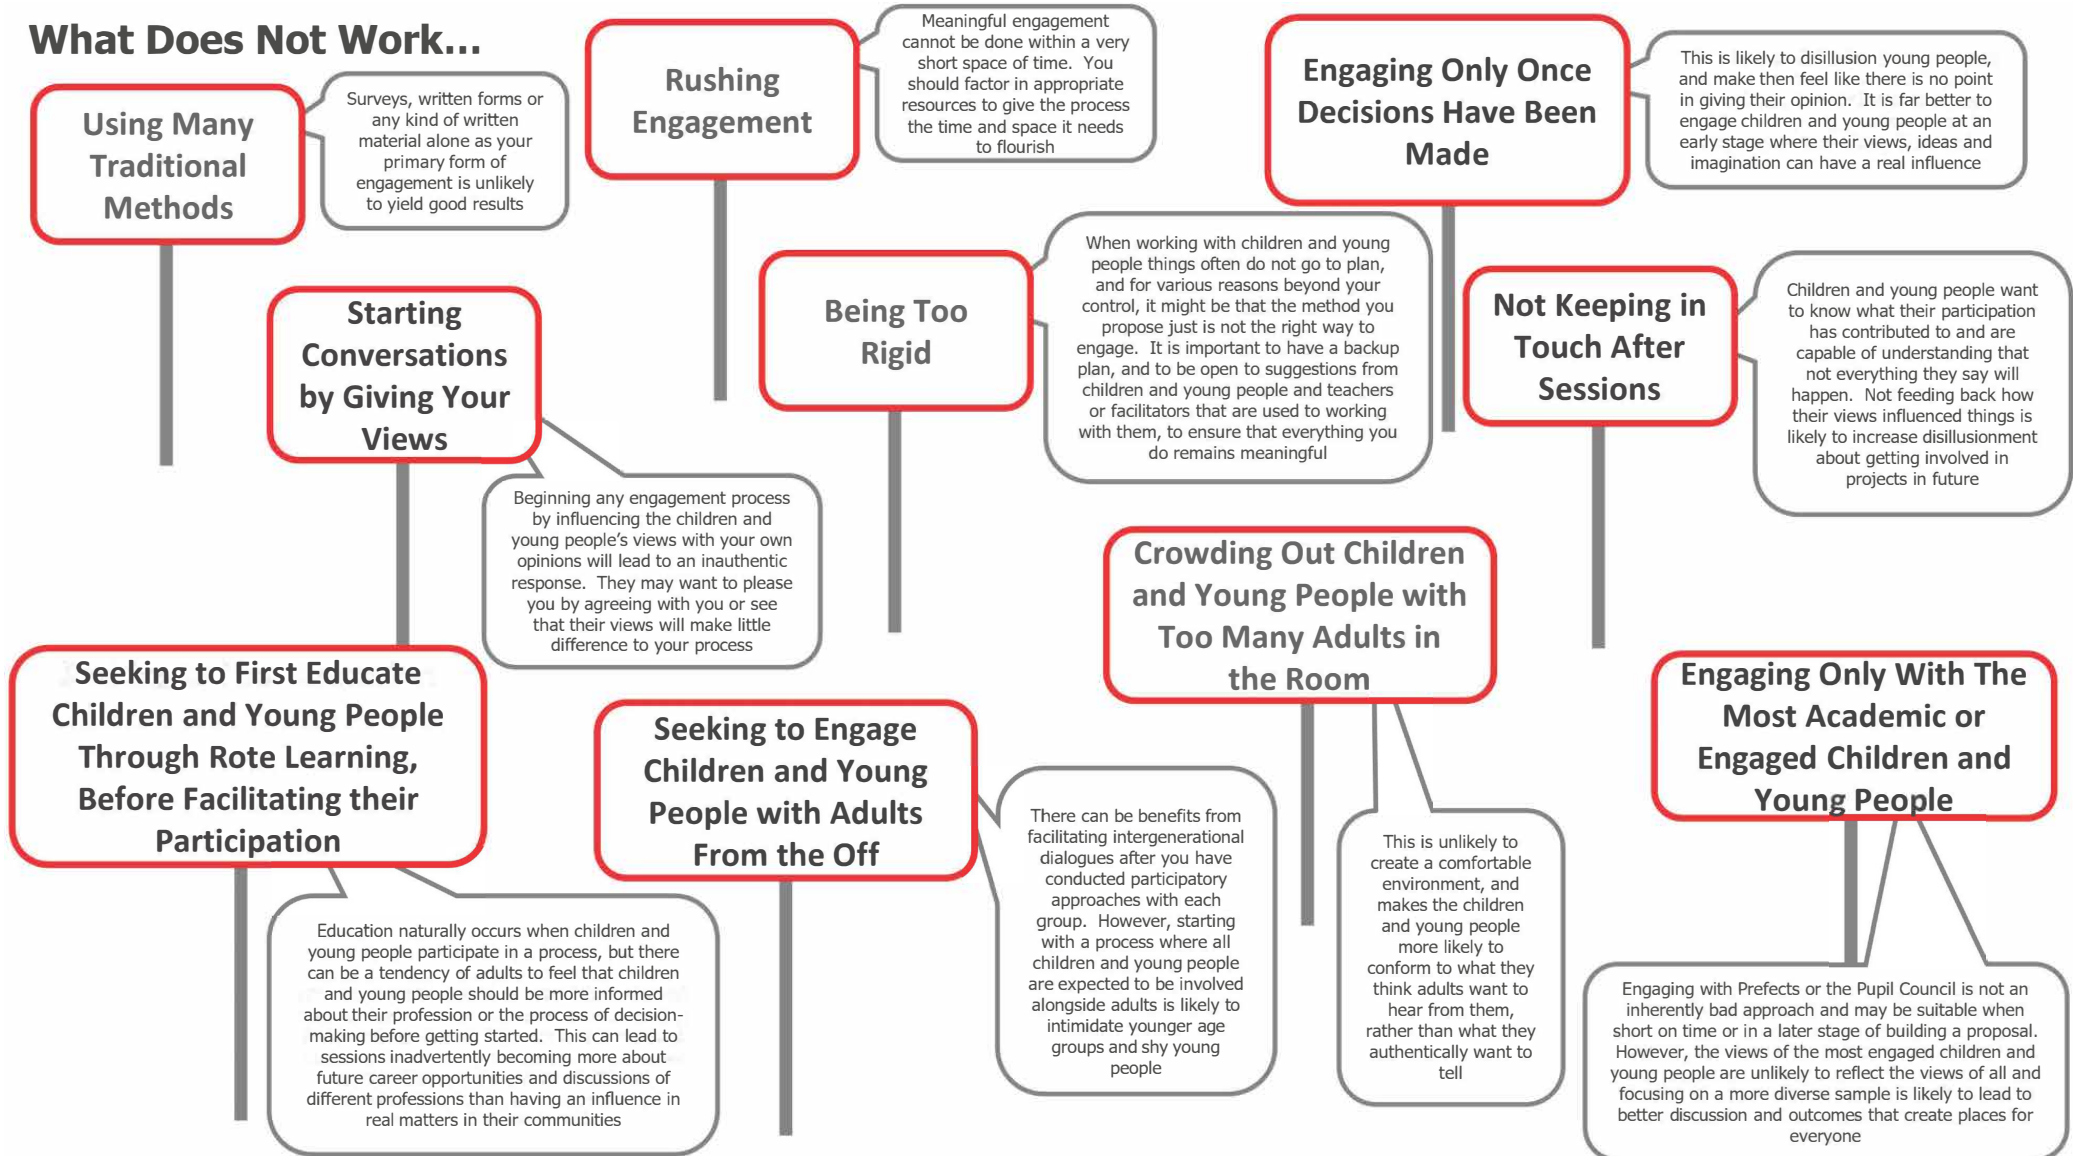 What Does Not Work...
Using Many
Traditional
Methods
Surveys, written forms or
any kind of written
material alone as your
primary form of
engagement is unlikely
to yield good results
Rushing
Engagement
Meaningful engagement
cannot be done within a very
short space of time. You
should factor in appropriate
resources to give the process
the time and space it needs
to flourish
Engaging Only Once
Decisions Have Been
Made
This is likely to disillusion young people,
and make then feel like there is no point
in giving their opinion. It is far better to
engage children and young people at an
early stage where their views, ideas and
imagination can have a real influence
Starting
Conversations
by Giving Your
Views
Beginning any engagement process
by influencing the children and
young people's views with your own
opinions will lead to an inauthentic
response. They may want to please
you by agreeing with you or see
that their views will make little
difference to your process
Being Too
Rigid
When working with children and young
people things often do not go to plan,
and for various reasons beyond your
control, it might be that the method you
propose just is not the right way to
engage. It is important to have a backup
plan, and to be open to suggestions from
children and young people and teachers
or facilitators that are used to working
with them, to ensure that everything you
do remains meaningful
Not Keeping in
Touch After
Sessions
Children and young people want
to know what their participation
has contributed to and are
capable of understanding that
not everything they say will
happen. Not feeding back how
their views influenced things is
likely to increase disillusionment
about getting involved in
projects in future
Seeking to First Educate
Children and Young People
Through Rote Learning,
Before Facilitating their
Participation
Education naturally occurs when children and
young people participate in a process, but there
can be a tendency of adults to feel that children
and young people should be more informed
about their profession or the process of decision-
making before getting started. This can lead to
sessions inadvertently becoming more about
future career opportunities and discussions of
different professions than having an influence in
real matters in their communities
Seeking to Engage
Children and Young
People with Adults
From the Off
There can be benefits from
facilitating intergenerational
dialogues after you have
conducted participatory
approaches with each
group. However, starting
with a process where all
children and young people
are expected to be involved
alongside adults is likely to
intimidate younger age
groups and shy young
people
Crowding Out Children
and Young People with
Too Many Adults in
the Room
This is unlikely to
create a comfortable
environment, and
makes the children
and young people
more likely to
conform to what they
think adults want to
hear from them,
rather than what they
authentically want to
tell
Engaging Only With The
Most Academic or
Engaged Children and
Young People
Engaging with Prefects or the Pupil Council is not an
inherently bad approach and may be suitable when
short on time or in a later stage of building a proposal.
However, the views of the most engaged children and
young people are unlikely to reflect the views of all and
focusing on a more diverse sample is likely to lead to
better discussion and outcomes that create places for
everyone